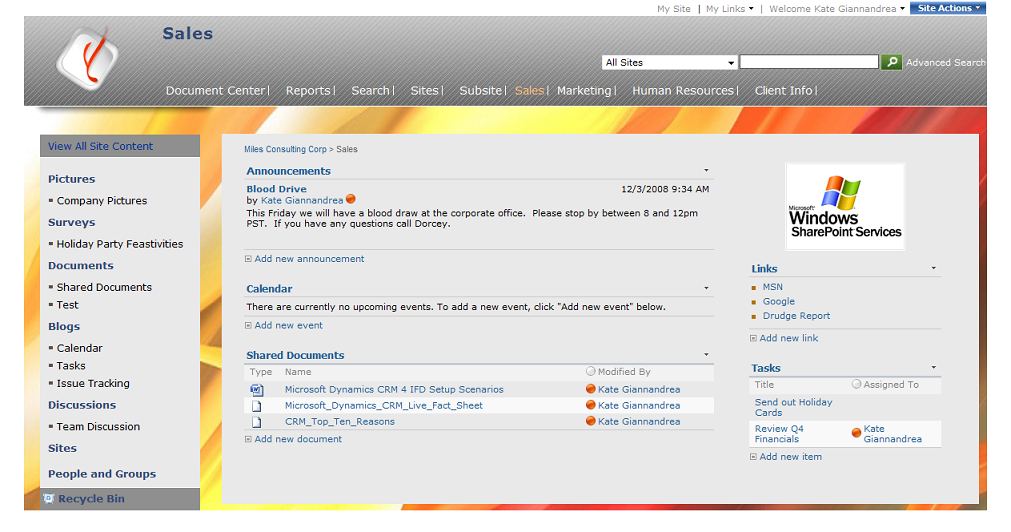 My Site | My Links | Welcome Kate Giannandrea | Site Actions
Sales
All Sites
Advanced Search
Document Center| Reports| Search| Sites| Subsite| Sales| Marketing| Human Resources| Client Info|
View All Site Content
Pictures
Company Pictures
Surveys
Holiday Party Feastivities
Documents
Shared Documents
Test
Blogs
Calendar
Tasks
Issue Tracking
Discussions
Team Discussion
Sites
People and Groups
Recycle Bin
Miles Consulting Corp > Sales
Announcements
Blood Drive 12/3/2008 9:34 AM
by Kate Giannandrea
This Friday we will have a blood draw at the corporate office. Please stop by between 8 and 12pm
PST. If you have any questions call Dorcey.
Add new announcement
Calendar
There are currently no upcoming events. To add a new event, click "Add new event" below.
Add new event
Shared Documents
Type Name Modified By
Microsoft Dynamics CRM 4 IFD Setup Scenarios Kate Giannandrea
Microsoft_Dynamics_CRM_Live_Fact_Sheet Kate Giannandrea
CRM_Top_Ten_Reasons Kate Giannandrea
Add new document
Microsoft
Windows
SharePoint Services
Links
MSN
Google
Drudge Report
Add new link
Tasks
Title Assigned To
Send out Holiday
Cards
Review Q4 Kate
Financials Giannandrea
Add new item